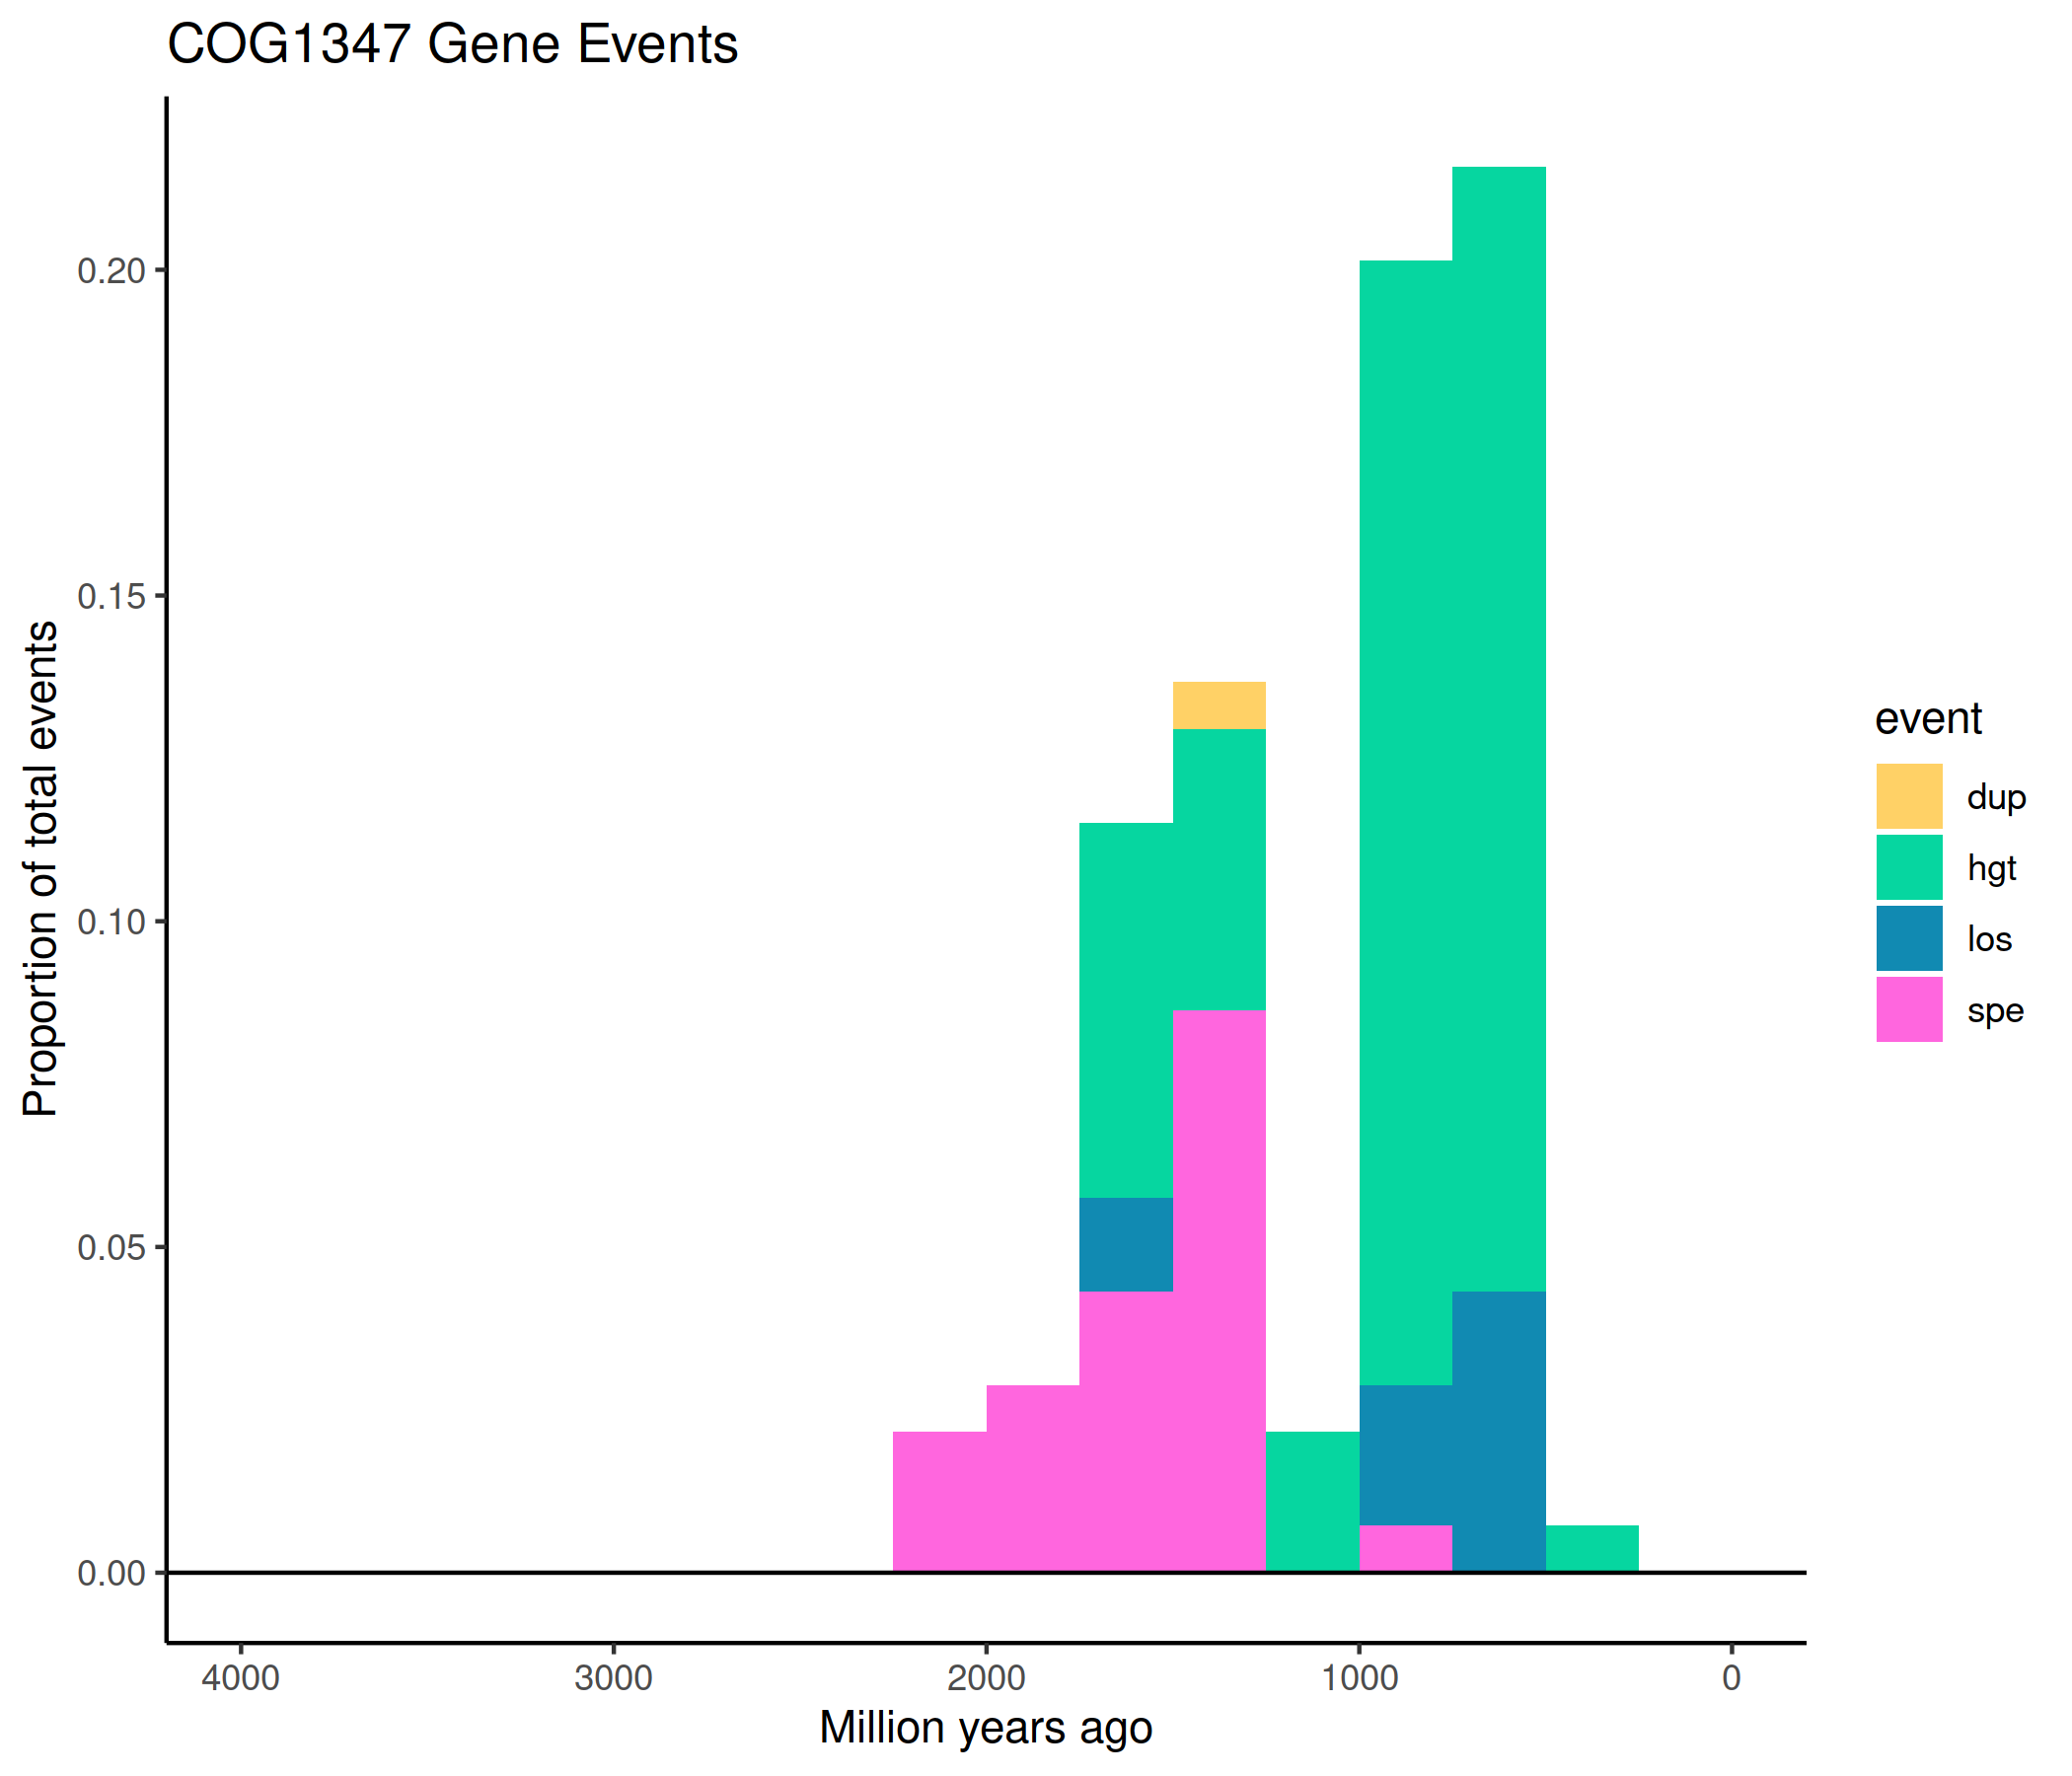 COG1347 Gene Events
Proportion of total events
0.20
0.15
0.10
0.05
0.00
4000 3000 2000 1000 0
Million years ago
event
dup
hgt
los
spe